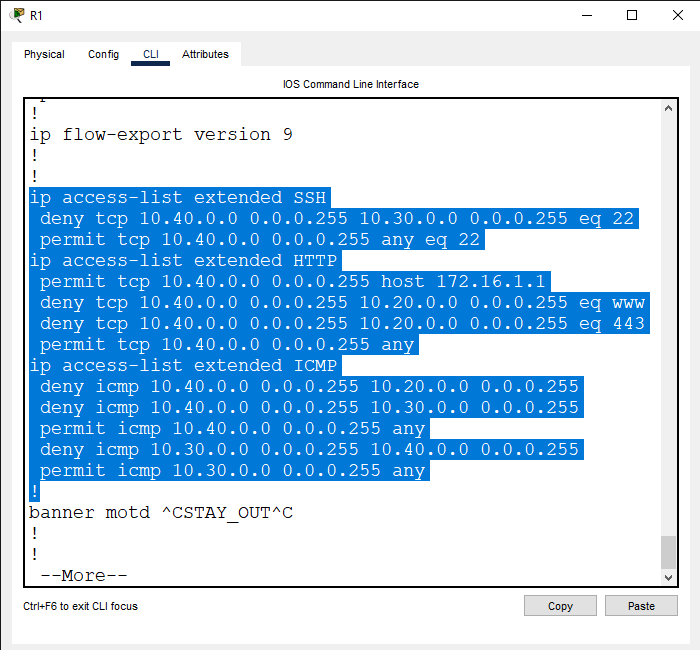 R1
Physical Config CLI Attributes
IOS Command Line Interface
!
ip flow-export version 9
!
!
ip access-list extended SSH
deny tcp 10.40.0.0 0.0.0.255 10.30.0.0 0.0.0.255 eq 22
permit tcp 10.40.0.0 0.0.0.255 any eq 22
ip access-list extended HTTP
permit tcp 10.40.0.0 0.0.0.255 host 172.16.1.1
deny tcp 10.40.0.0 0.0.0.255 10.20.0.0 0.0.0.255 eq www
deny tcp 10.40.0.0 0.0.0.255 10.20.0.0 0.0.0.255 eq 443
permit tcp 10.40.0.0 0.0.0.255 any
ip access-list extended ICMP
deny icmp 10.40.0.0 0.0.0.255 10.20.0.0 0.0.0.255
deny icmp 10.40.0.0 0.0.0.255 10.30.0.0 0.0.0.255
permit icmp 10.40.0.0 0.0.0.255 any
deny icmp 10.30.0.0 0.0.0.255 10.40.0.0 0.0.0.255
permit icmp 10.30.0.0 0.0.0.255 any
!
banner motd ^CSTAY_OUT^C
!
!
--More--
Ctrl+F6 to exit CLI focus Copy Paste